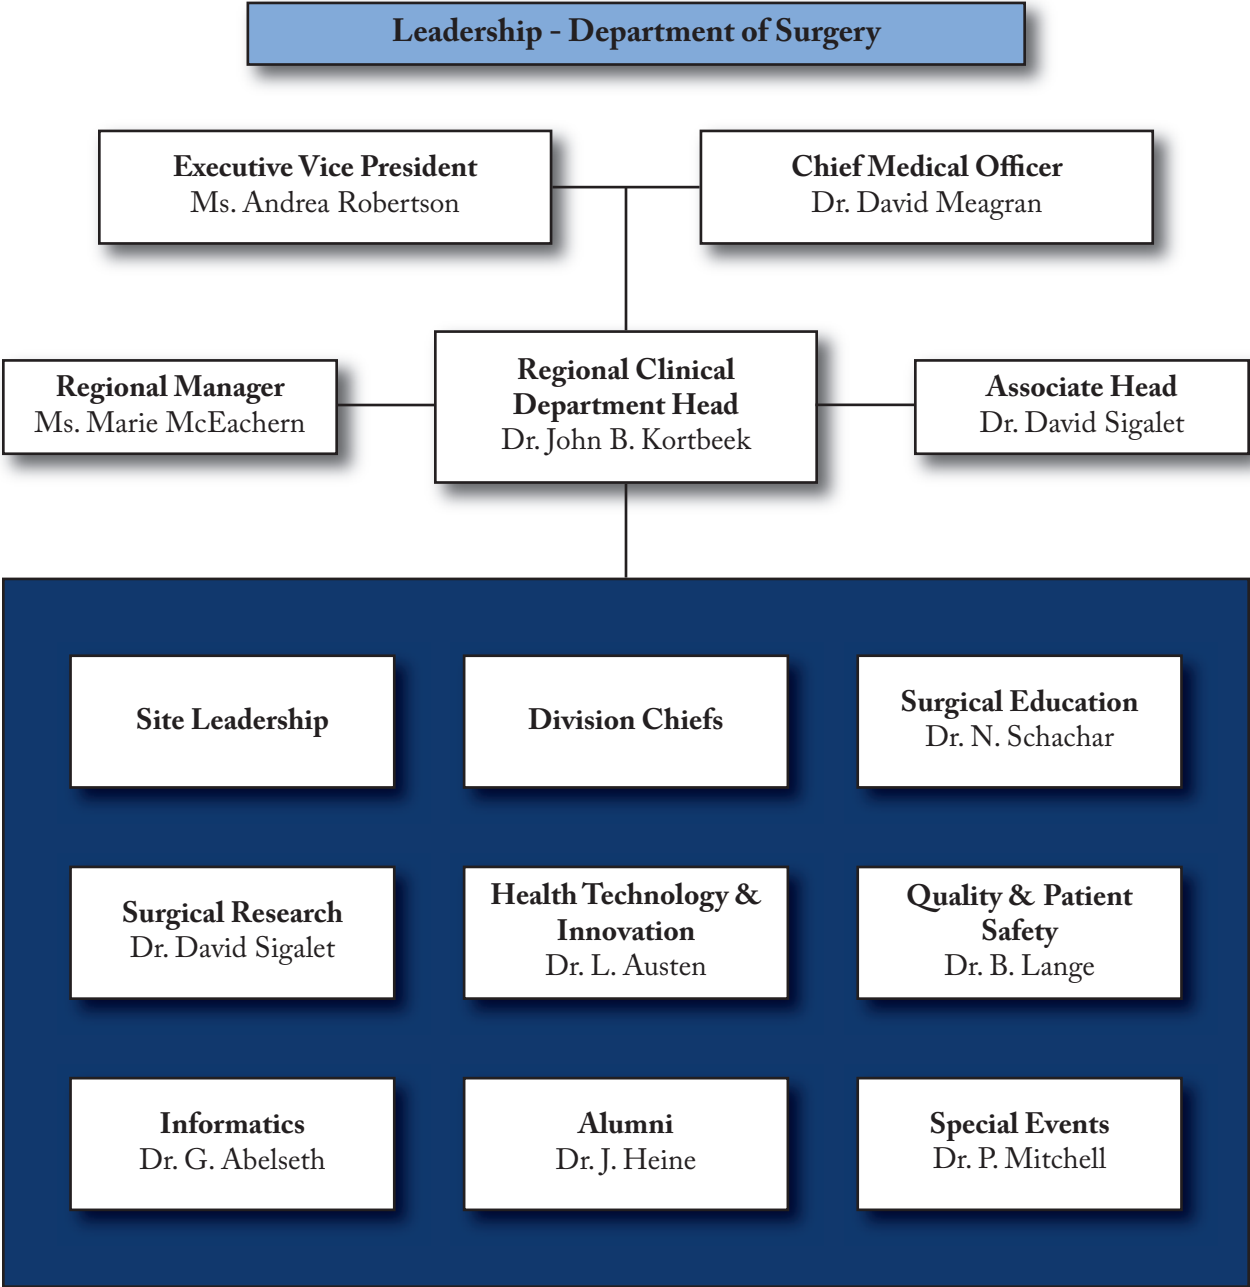 Leadership - Department of Surgery
Executive Vice President
Ms. Andrea Robertson
Chief Medical Officer
Dr. David Meagran
Regional Manager
Ms. Marie McEachern
Regional Clinical
Department Head
Dr. John B. Kortbeek
Associate Head
Dr. David Sigalet
Site Leadership
Division Chiefs
Surgical Education
Dr. N. Schachar
Surgical Research
Dr. David Sigalet
Health Technology &
Innovation
Dr. L. Austen
Quality & Patient
Safety
Dr. B. Lange
Informatics
Dr. G. Abelseth
Alumni
Dr. J. Heine
Special Events
Dr. P. Mitchell